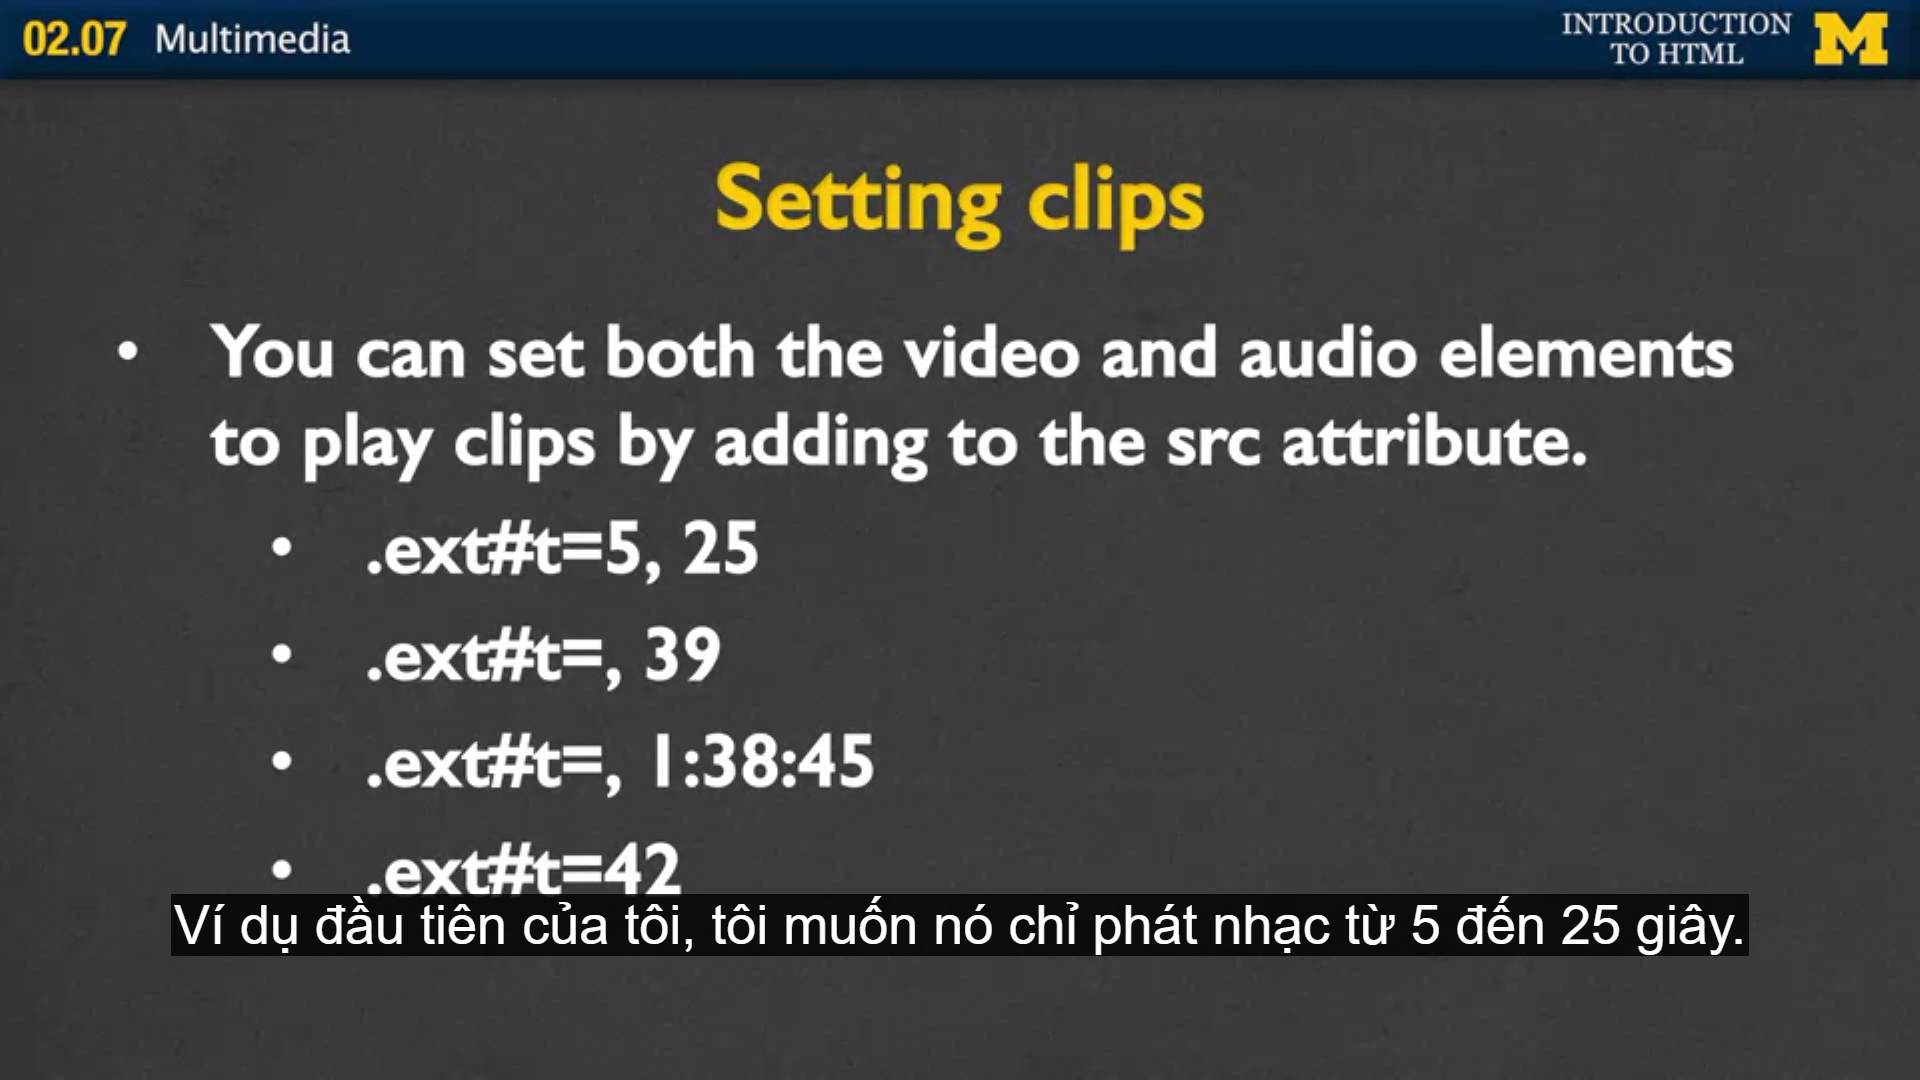 02.07 Multimedia
INTRODUCTION
TO HTML
M
Setting clips
• You can set both the video and audio elements
to play clips by adding to the src attribute.
• .ext#t=5, 25
• .ext#t=, 39
• .ext#t=, 1:38:45
• .ext#t=42
Ví dụ đầu tiên của tôi, tôi muốn nó chỉ phát nhạc từ 5 đến 25 giây.